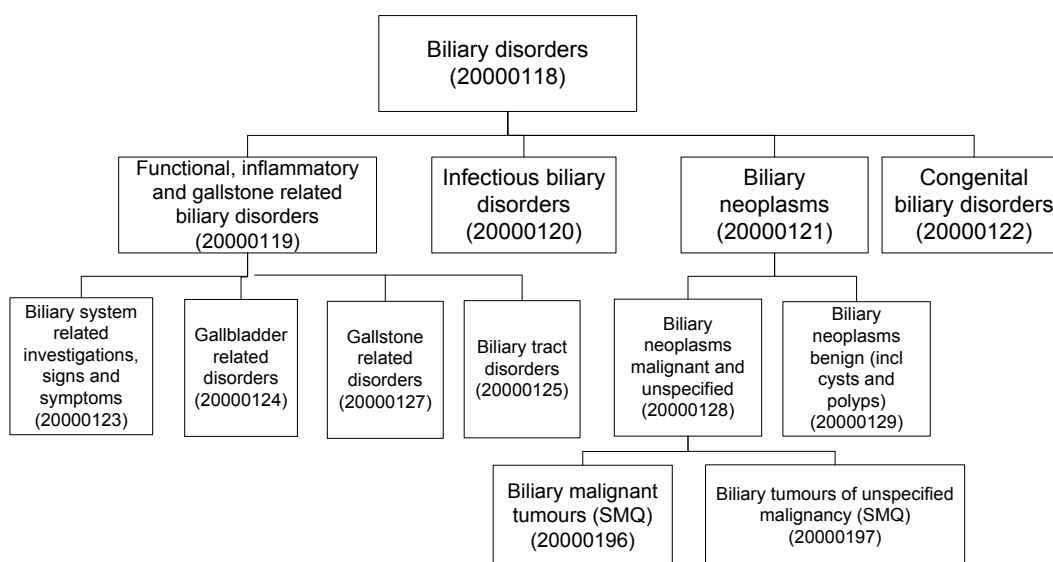 Biliary disorders
(20000118)
Functional, inflammatory
and gallstone related
biliary disorders
(20000119)
Infectious biliary
disorders
(20000120)
Biliary
neoplasms
(20000121)
Congenital
biliary disorders
(20000122)
Biliary system
related
investigations,
signs and
symptoms
(20000123)
Gallbladder
related
disorders
(20000124)
Gallstone
related
disorders
(20000127)
Biliary tract
disorders
(20000125)
Biliary
neoplasms
malignant and
unspecified
(20000128)
Biliary
neoplasms
benign (incl
cysts and
polyps)
(20000129)
Biliary malignant
tumours (SMQ)
(20000196)
Biliary tumours of unspecified
malignancy (SMQ)
(20000197)